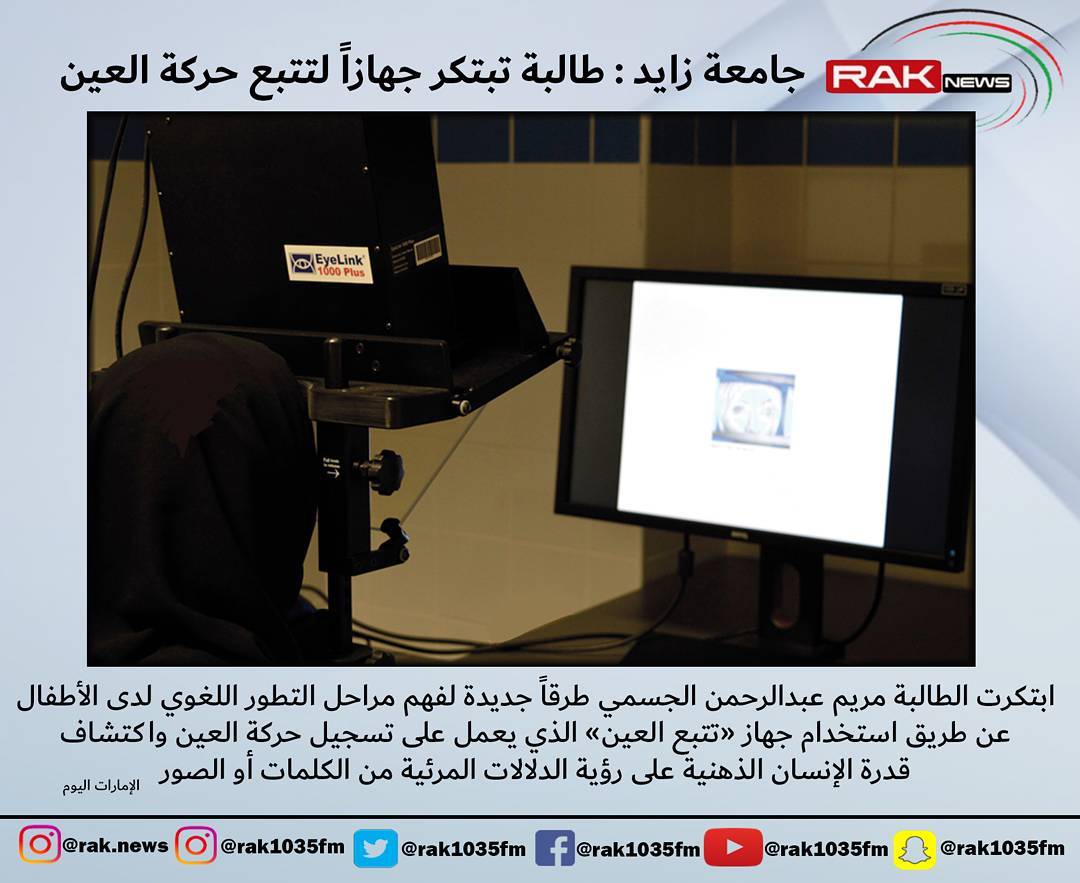 جامعة زايد : طالبة تبتكر جهازاً لتتبع حركة العين
RAK NEWS
EyeLink
1000 Plus
ابتكرت الطالبة مريم عبدالرحمن الجسمي طرقاً جديدة لفهم مراحل التطور اللغوي لدى الأطفال
عن طريق استخدام جهاز «تتبع العين» الذي يعمل على تسجيل حركة العين واكتشاف
قدرة الإنسان الذهنية على رؤية الدلالات المرئية من الكلمات أو الصور
الإمارات اليوم
@rak.news @rak1035fm @rak1035fm @rak1035fm @rak1035fm @rak1035fm